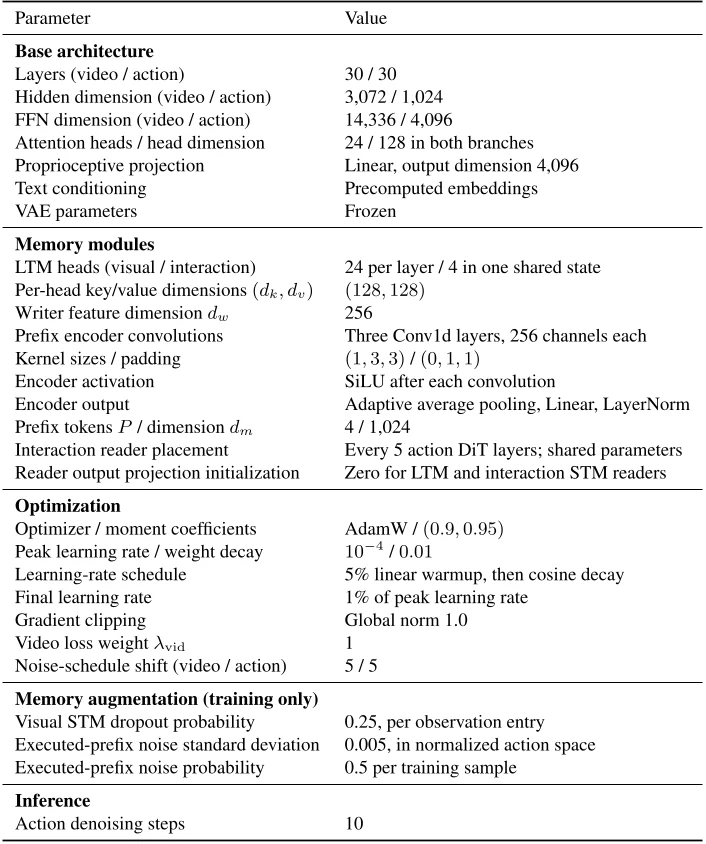 Parameter Value
Base architecture
Layers (video / action) 30 / 30
Hidden dimension (video / action) 3,072 / 1,024
FFN dimension (video / action) 14,336 / 4,096
Attention heads / head dimension 24 / 128 in both branches
Proprioceptive projection Linear, output dimension 4,096
Text conditioning Precomputed embeddings
VAE parameters Frozen
Memory modules
LTM heads (visual / interaction) 24 per layer / 4 in one shared state
Per-head key/value dimensions (dₖ, dᵥ) (128, 128)
Writer feature dimension d_w 256
Prefix encoder convolutions Three Conv1d layers, 256 channels each
Kernel sizes / padding (1, 3, 3) / (0, 1, 1)
Encoder activation SiLU after each convolution
Encoder output Adaptive average pooling, Linear, LayerNorm
Prefix tokens P / dimension dₘ 4 / 1,024
Interaction reader placement Every 5 action DiT layers; shared parameters
Reader output projection initialization Zero for LTM and interaction STM readers
Optimization
Optimizer / moment coefficients AdamW / (0.9, 0.95)
Peak learning rate / weight decay 10⁻⁴ / 0.01
Learning-rate schedule 5% linear warmup, then cosine decay
Final learning rate 1% of peak learning rate
Gradient clipping Global norm 1.0
Video loss weight λ_vid 1
Noise-schedule shift (video / action) 5 / 5
Memory augmentation (training only)
Visual STM dropout probability 0.25, per observation entry
Executed-prefix noise standard deviation 0.005, in normalized action space
Executed-prefix noise probability 0.5 per training sample
Inference
Action denoising steps 10